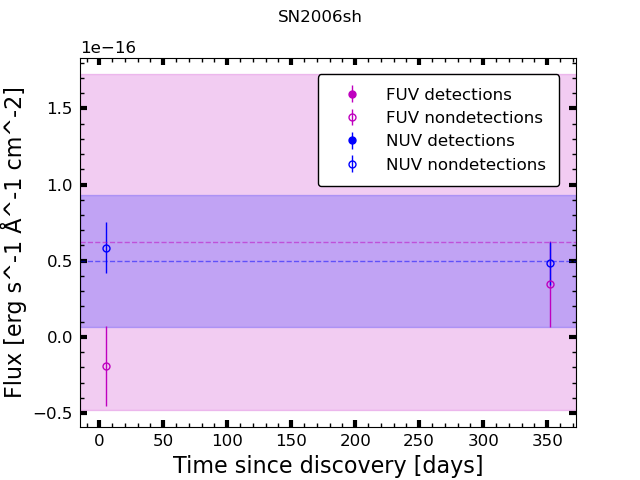 SN2006sh
1e−16
1.5
1.0
0.5
0.0
−0.5
Flux [erg s^-1 Å^-1 cm^-2]
FUV detections
FUV nondetections
NUV detections
NUV nondetections
0 50 100 150 200 250 300 350
Time since discovery [days]